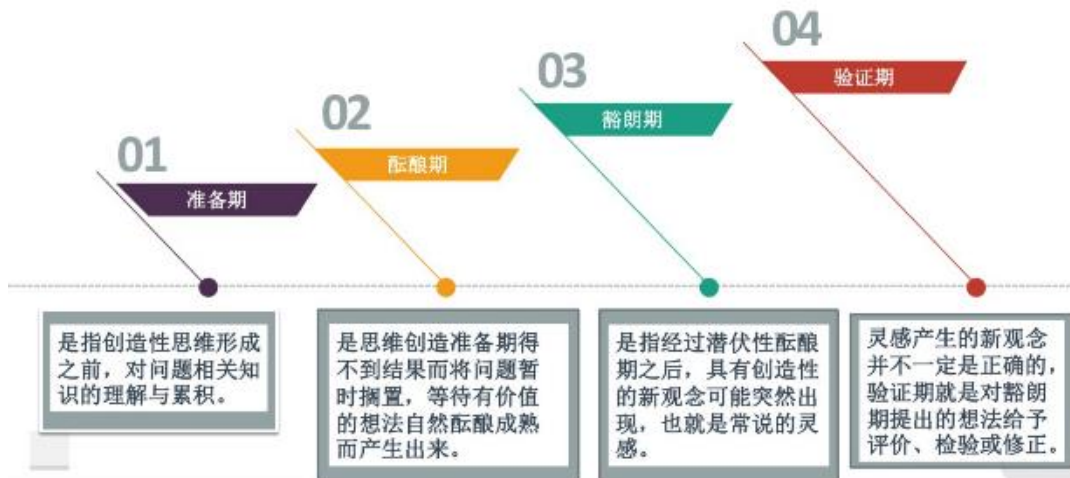 01
准备期
是指创造性思维形成
之前，对问题相关知
识的理解与累积。
02
酝酿期
是思维创造准备期得
不到结果而将问题暂
时搁置，等待有价值
的想法自然酝酿成熟
而产生出来。
03
豁朗期
是指经过潜伏性酝酿
期之后，具有创造性
的新观念可能突然出
现，也就是常说的灵
感。
04
验证期
灵感产生的新观念
并不一定是正确的，
验证期就是对豁朗
期提出的想法给予
评价、检验或修正。